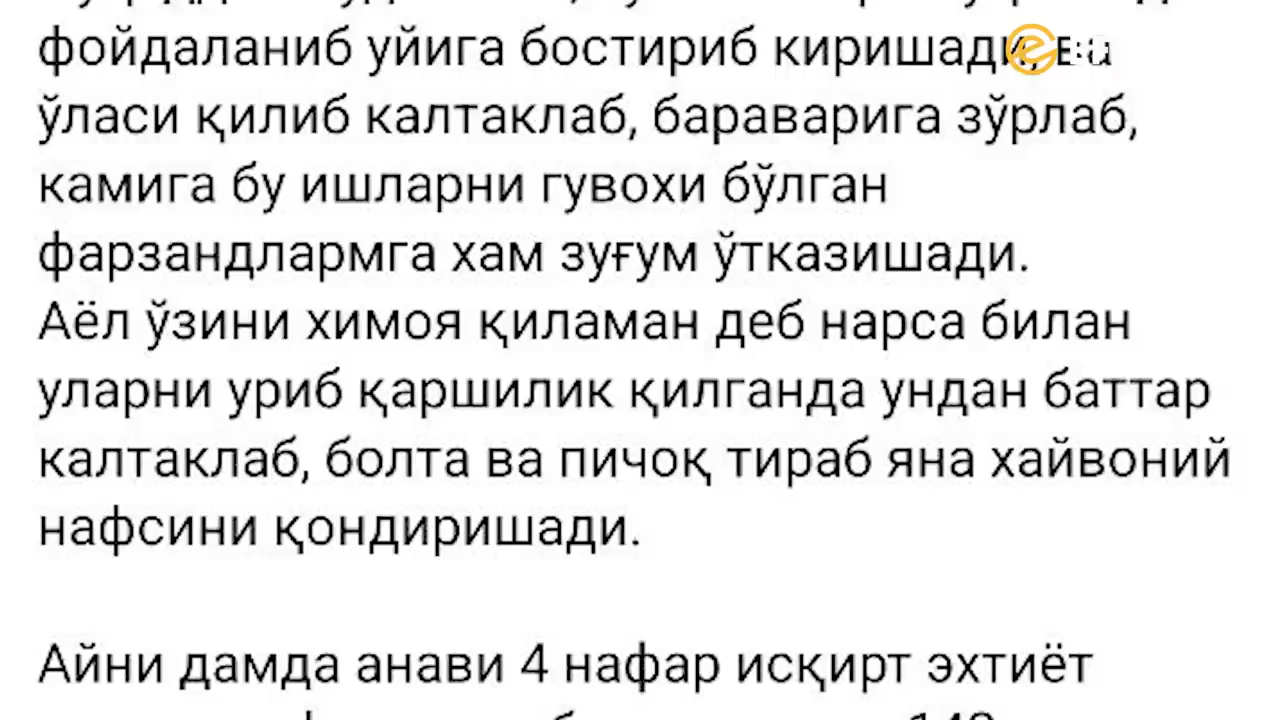 фойдаланиб уйига бостириб киришади, ва
ўласи қилиб калтаклаб, бараварига зўрлаб,
камига бу ишларни гувохи бўлган
фарзандлармга хам зуғум ўтказишади.
Аёл ўзини химоя қиламан деб нарса билан
уларни уриб қаршилик қилганда ундан баттар
калтаклаб, болта ва пичоқ тираб яна хайвоний
нафсини қондиришади.
Айни дамда анави 4 нафар исқирт эхтиёт